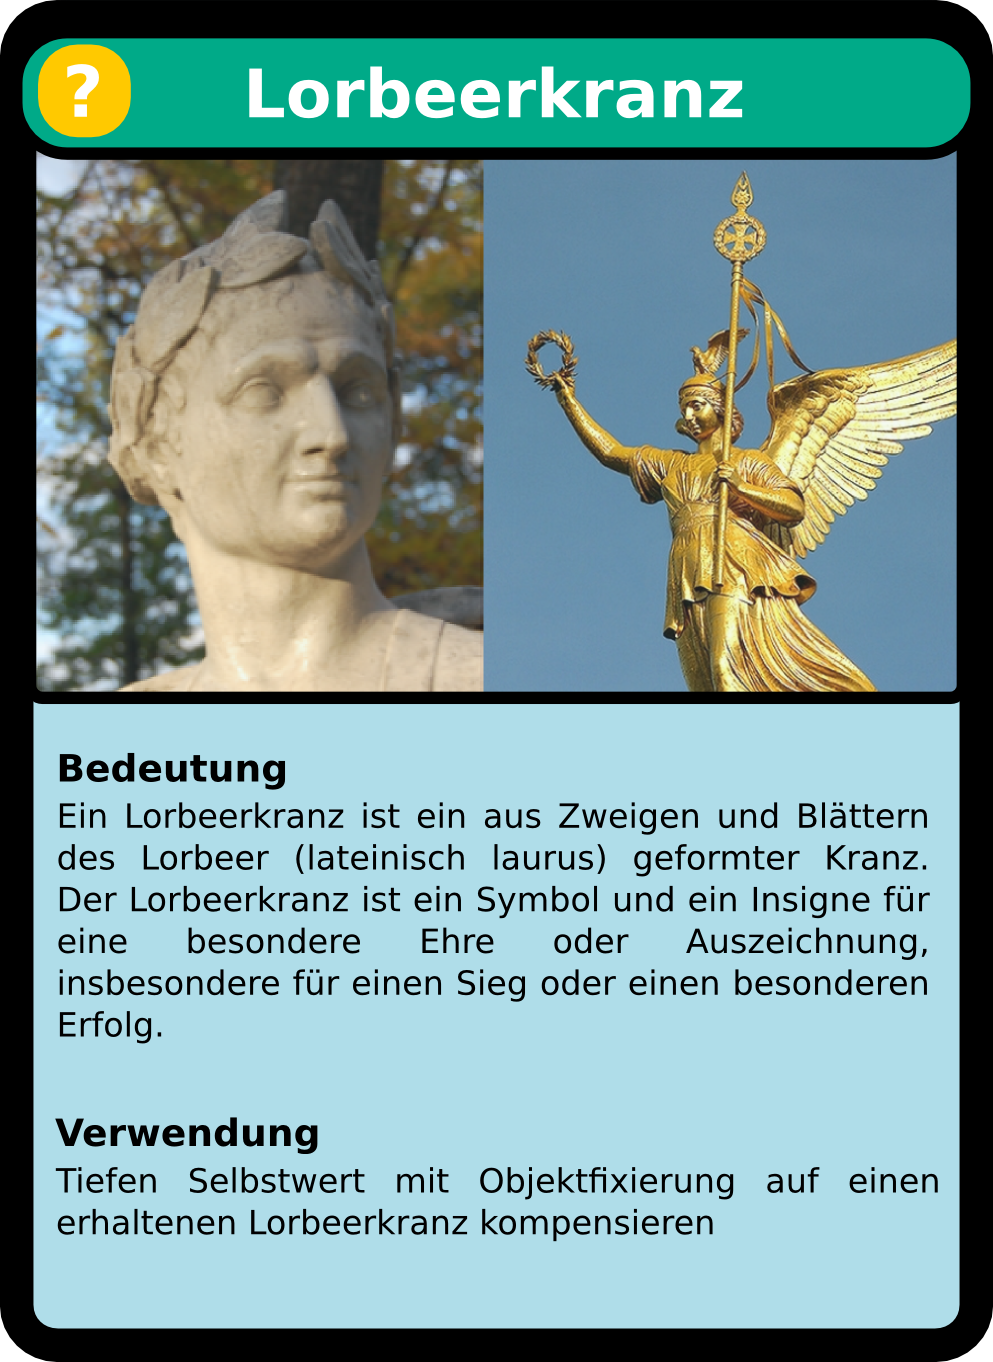 ?
Lorbeerkranz
Bedeutung
Ein Lorbeerkranz ist ein aus Zweigen und Blättern
des Lorbeer (lateinisch laurus) geformter Kranz.
Der Lorbeerkranz ist ein Symbol und ein Insigne für
eine besondere Ehre oder Auszeichnung,
insbesondere für einen Sieg oder einen besonderen
Erfolg.
Verwendung
Tiefen Selbstwert mit Objektfixierung auf einen
erhaltenen Lorbeerkranz kompensieren